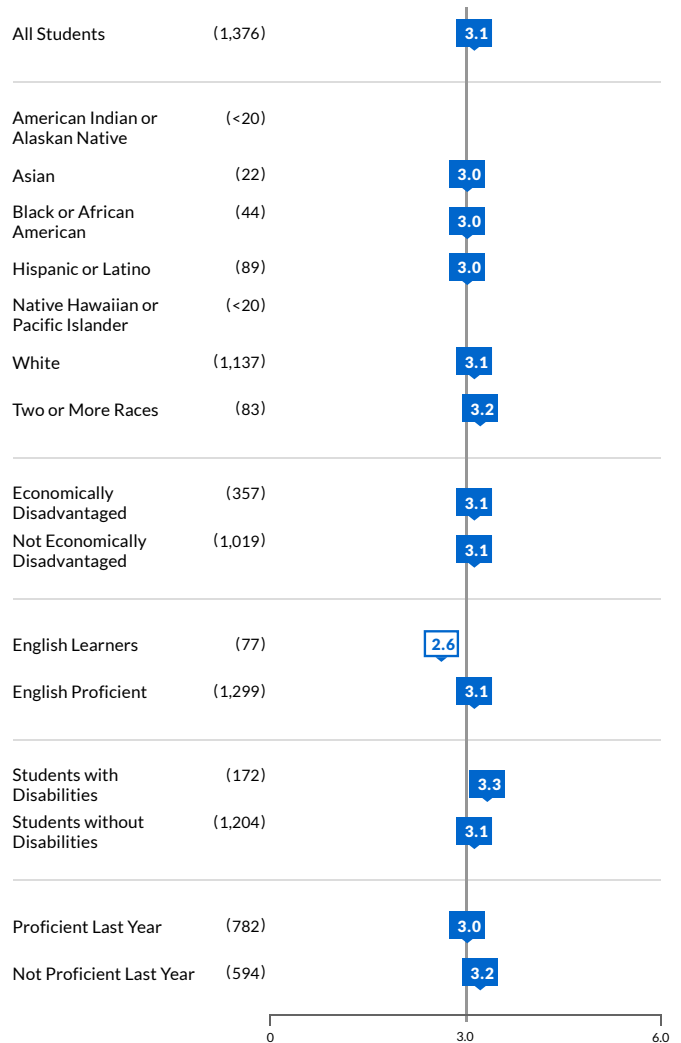 All Students (1,376) 3.1
American Indian or (<20)
Alaskan Native
Asian (22) 3.0
Black or African (44) 3.0
American
Hispanic or Latino (89) 3.0
Native Hawaiian or (<20)
Pacific Islander
White (1,137) 3.1
Two or More Races (83) 3.2
Economically (357) 3.1
Disadvantaged
Not Economically (1,019) 3.1
Disadvantaged
English Learners (77) 2.6
English Proficient (1,299) 3.1
Students with (172) 3.3
Disabilities
Students without (1,204) 3.1
Disabilities
Proficient Last Year (782) 3.0
Not Proficient Last Year (594) 3.2
0 3.0 6.0